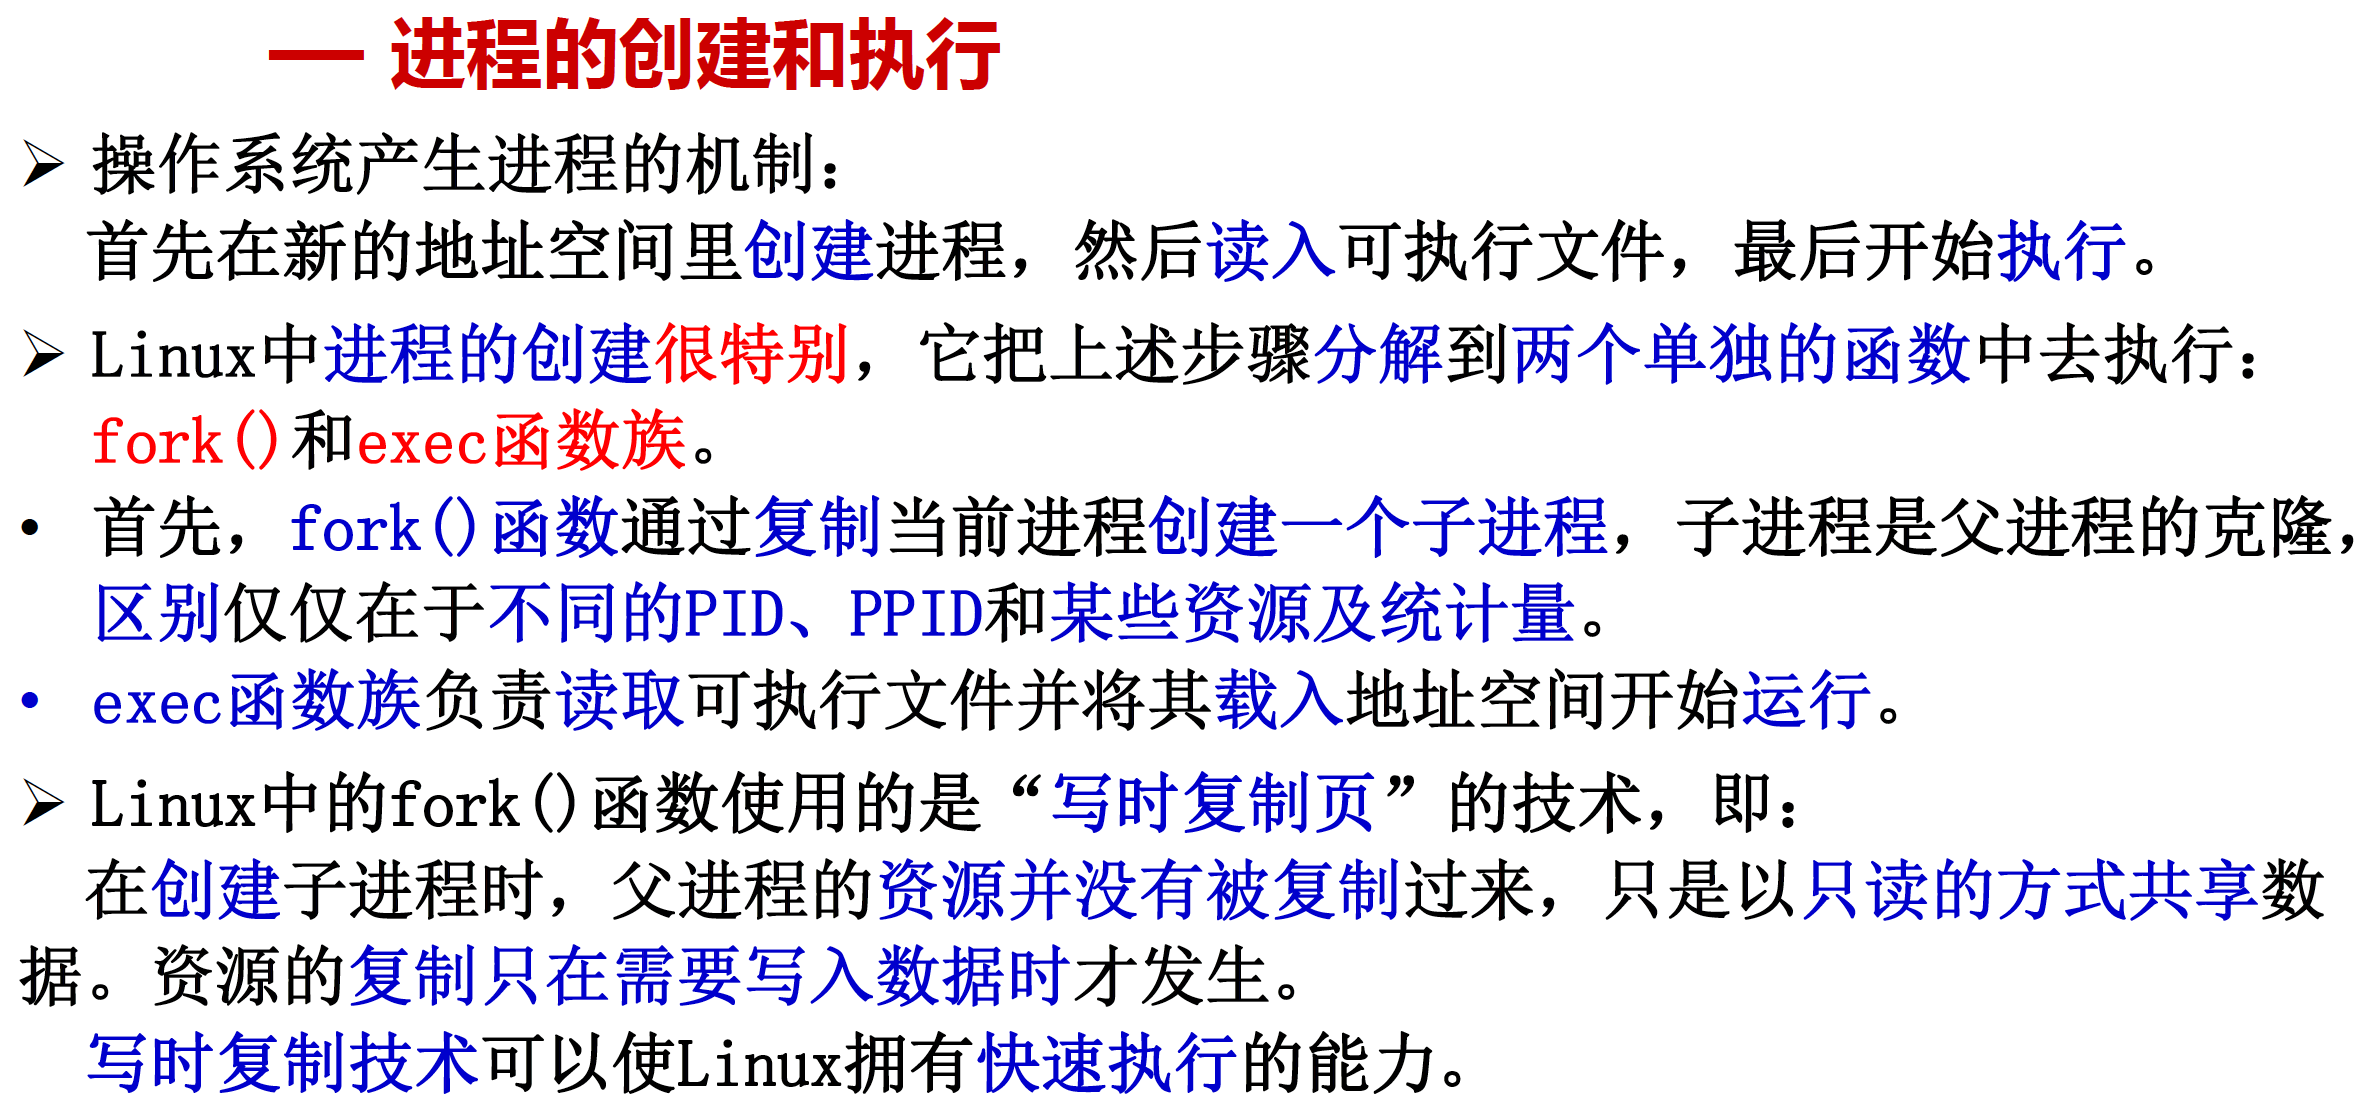 — 进程的创建和执行
➢ 操作系统产生进程的机制：
首先在新的地址空间里创建进程，然后读入可执行文件，最后开始执行。
➢ Linux中进程的创建很特别，它把上述步骤分解到两个单独的函数中去执行：
fork()和exec函数族。
• 首先，fork()函数通过复制当前进程创建一个子进程，子进程是父进程的克隆，
区别仅仅在于不同的PID、PPID和某些资源及统计量。
• exec函数族负责读取可执行文件并将其载入地址空间开始运行。
➢ Linux中的fork()函数使用的是“写时复制页”的技术，即：
在创建子进程时，父进程的资源并没有被复制过来，只是以只读的方式共享数
据。资源的复制只在需要写入数据时才发生。
写时复制技术可以使Linux拥有快速执行的能力。